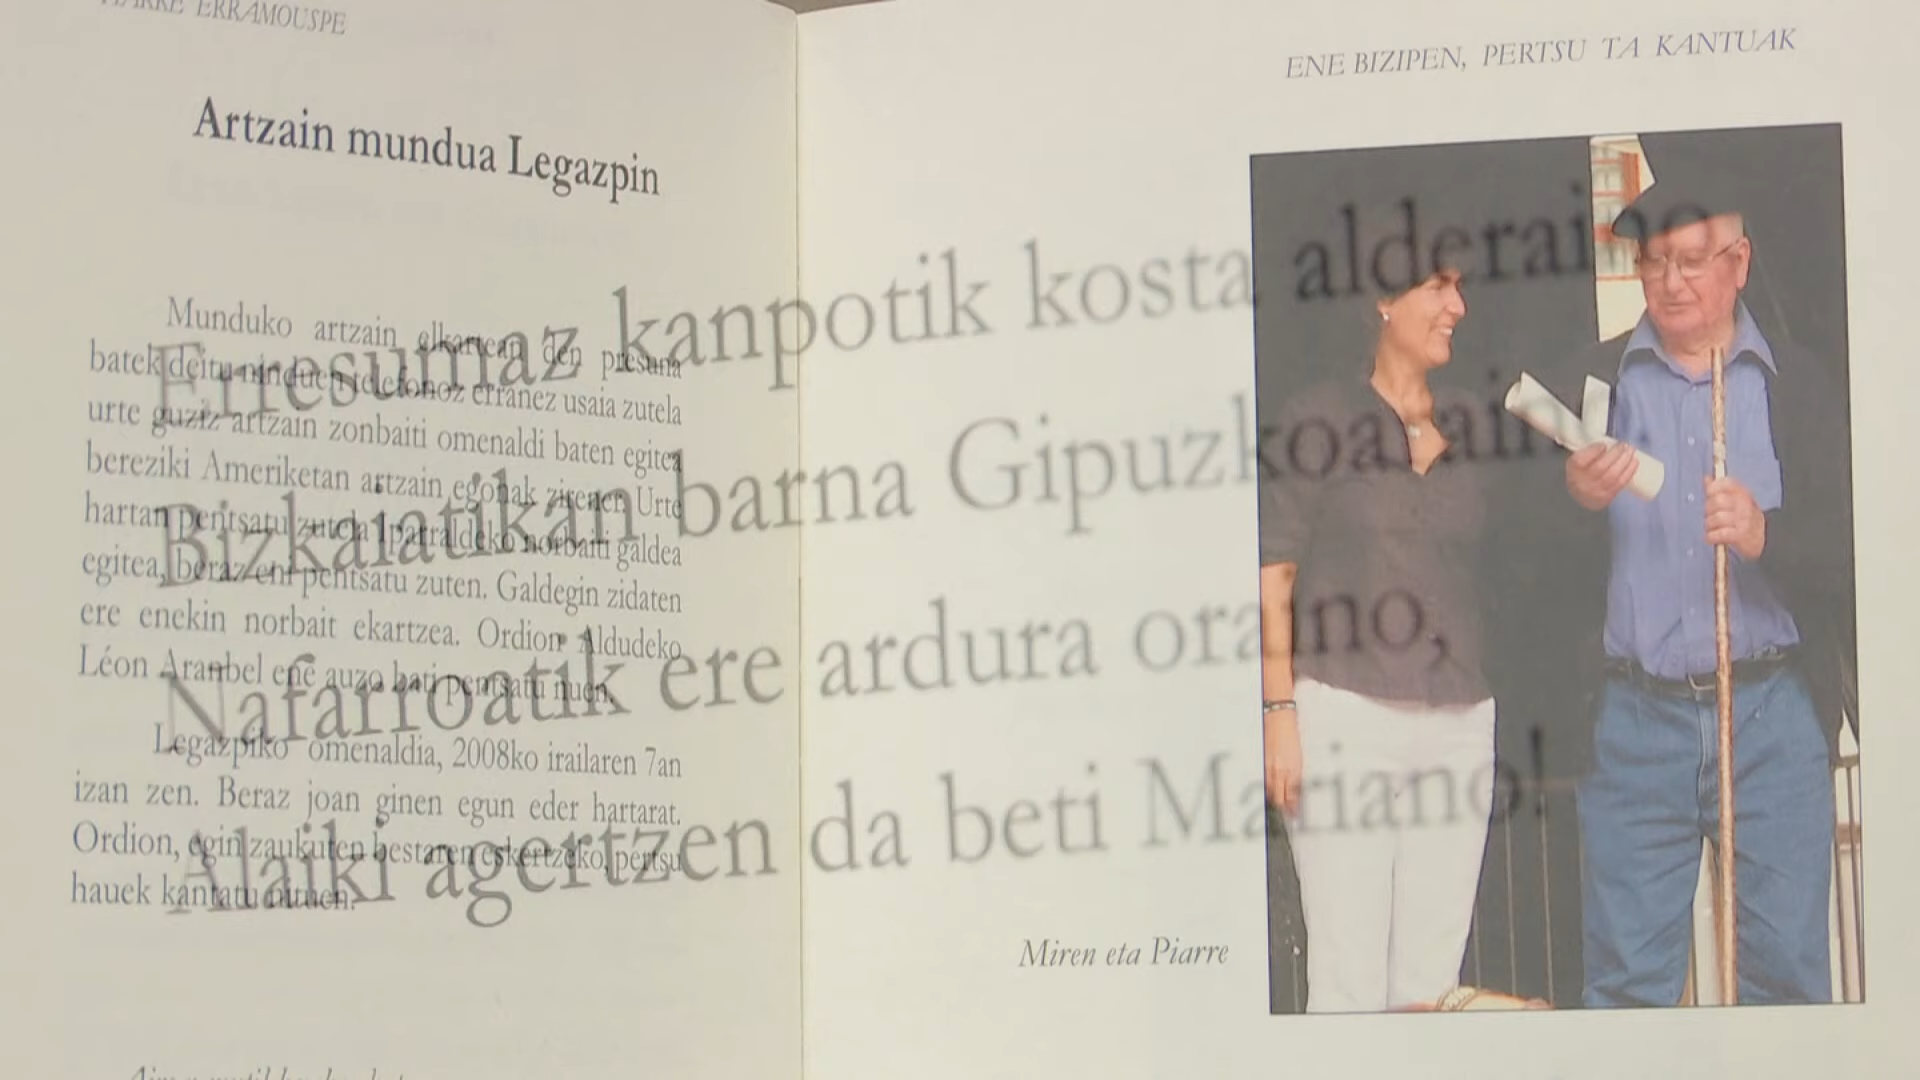 ERRAMOUSPE
Artzain mundua Legazpin
Munduko artzain elkartean den presuna
batek deitu ninduen telefonoz erranez usaia zutela
urte guziz artzain zonbaiti omenaldi baten egitea
bereziki Ameriketan artzain egonak zirenen. Urte
hartan pentsatu zutela Iparraldeko norbaiti galdea
egitea, beraz eni pentsatu zuten. Galdegin zidaten
ere enekin norbait ekartzea. Ordion Aldudeko
Léon Aranbel ene auzo bati pentsatu nuen.
Legazpiko omenaldia, 2008ko irailaren 7an
izan zen. Beraz joan ginen egun eder hartarat.
Ordion, egin zaukuten bestaren eskertzeko, pertsu
hauek kantatu nituen.
ENE BIZIPEN, PERTSU TA KANTUAK
Miren eta Piarre
Erresumaz kanpotik kosta alderaino
Bizkaiatikan barna Gipuzkoaraino
Nafarroatik ere ardura oraino,
Alaiki agertzen da beti Mariano!